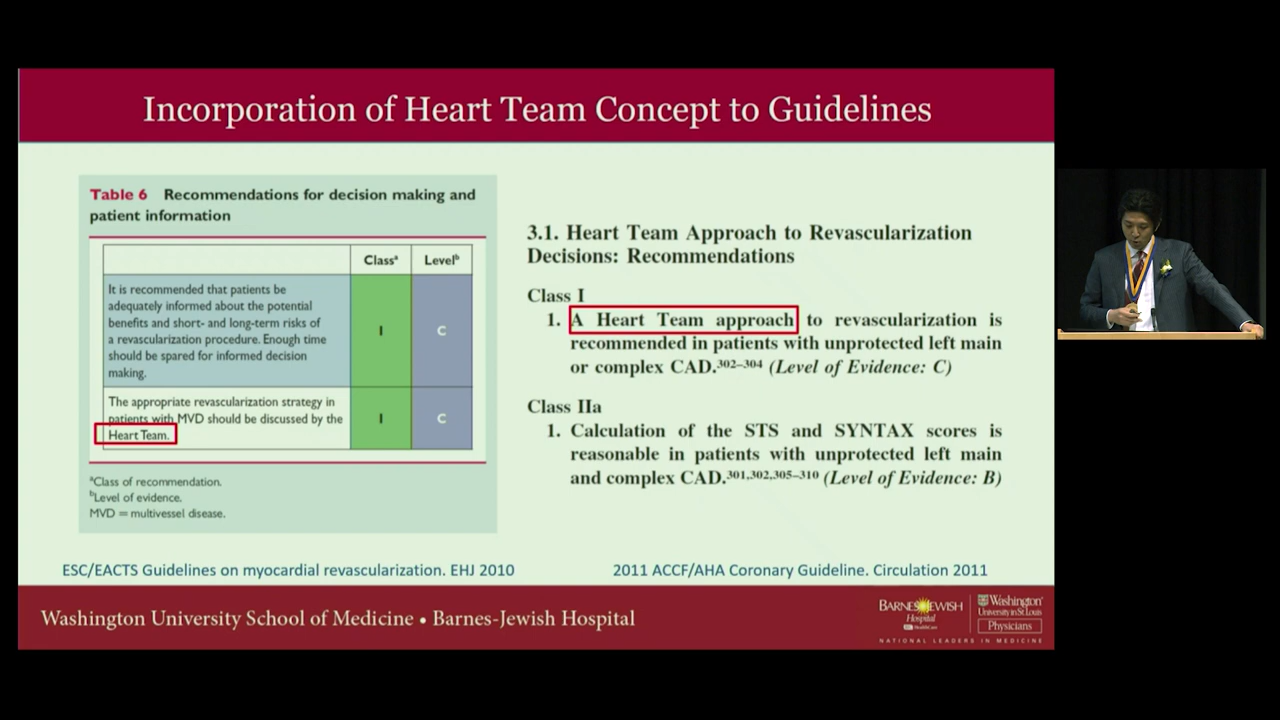 Incorporation of Heart Team Concept to Guidelines
Table 6 Recommendations for decision making and
patient information
Classᵃ Levelᵇ
It is recommended that patients be
adequately informed about the potential
benefits and short- and long-term risks of
a revascularization procedure. Enough time
should be spared for informed decision
making.
I C
The appropriate revascularization strategy in
patients with MVD should be discussed by the
Heart Team.
I C
ᵃClass of recommendation.
ᵇLevel of evidence.
MVD = multivessel disease.
ESC/EACTS Guidelines on myocardial revascularization. EHJ 2010
3.1. Heart Team Approach to Revascularization
Decisions: Recommendations
Class I
1. A Heart Team approach to revascularization is
recommended in patients with unprotected left main
or complex CAD.³⁰²⁻³⁰⁴ (Level of Evidence: C)
Class IIa
1. Calculation of the STS and SYNTAX scores is
reasonable in patients with unprotected left main
and complex CAD.³⁰¹,³⁰²,³⁰⁵⁻³¹⁰ (Level of Evidence: B)
2011 ACCF/AHA Coronary Guideline. Circulation 2011
Washington University School of Medicine • Barnes-Jewish Hospital
BARNES JEWISH
Hospital
BJC HealthCare
Washington
University in St. Louis
Physicians
NATIONAL LEADERS IN MEDICINE